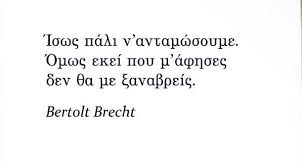 Ίσως πάλι ν’ανταμώσουμε.
Όμως εκεί που μ’άφησες
δεν θα με ξαναβρείς.
Bertolt Brecht